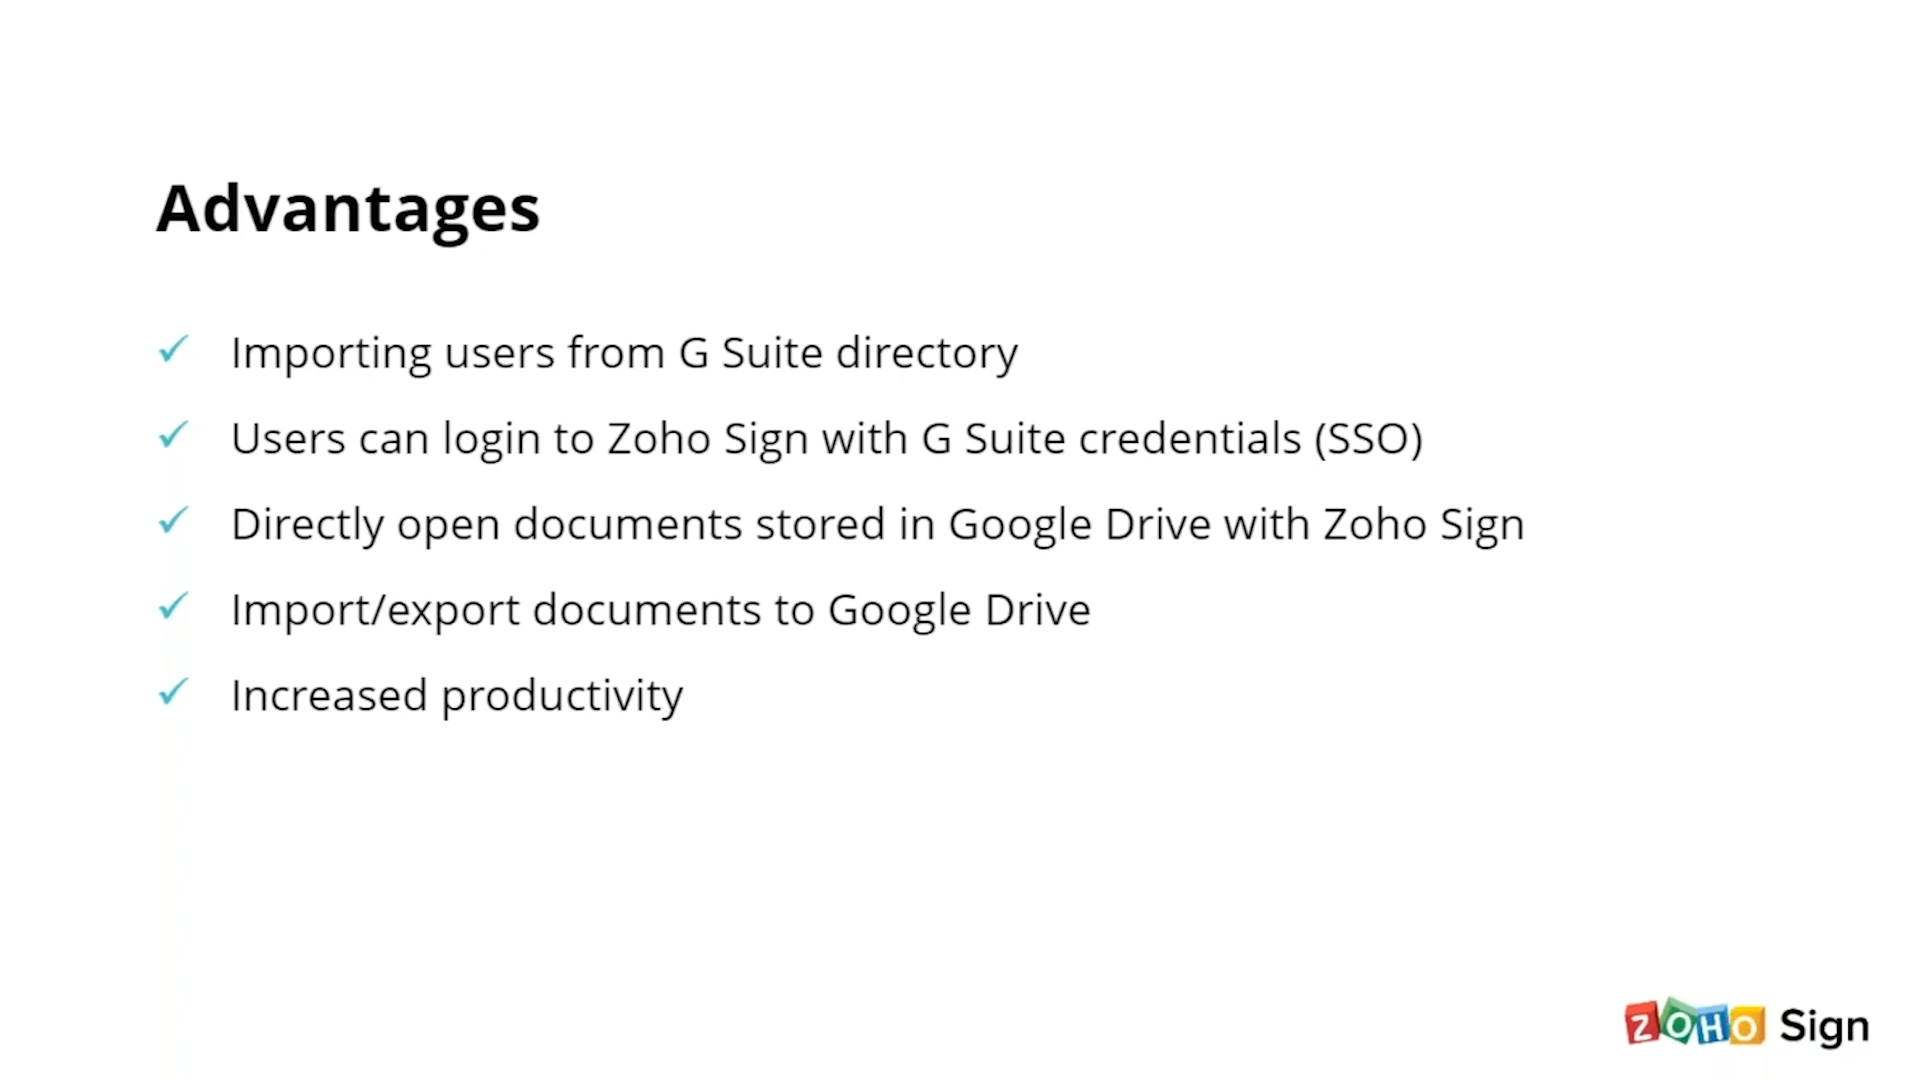 Advantages
Importing users from G Suite directory
Users can login to Zoho Sign with G Suite credentials (SSO)
Directly open documents stored in Google Drive with Zoho Sign
Import/export documents to Google Drive
Increased productivity
ZOHO Sign